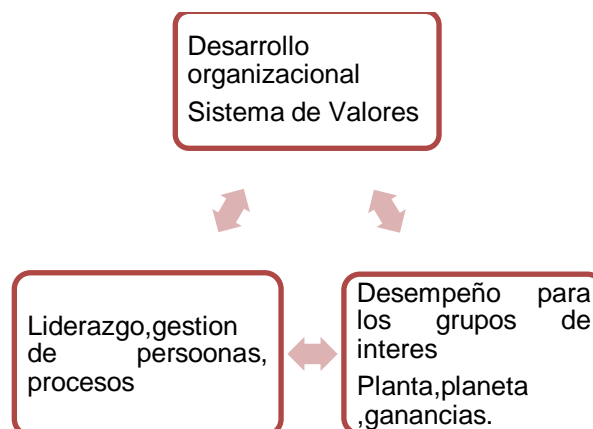 Desarrollo
organizacional
Sistema de Valores
Liderazgo,gestion
de persoonas,
procesos
Desempeño para
los grupos de
interes
Planta,planeta
,ganancias.